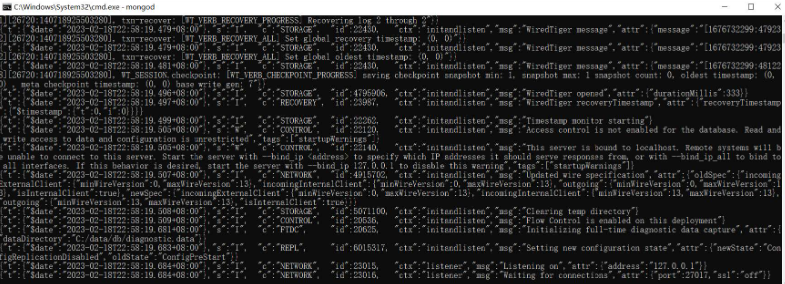 C:\Windows\System32\cmd.exe - mongod
1][26720:140718925503280], txn-recover: [WT_VERB_RECOVERY_PROGRESS] Recovering log 2 through 2"}}
{"t":{"$date":"2023-02-18T22:58:19.479+08:00"},"s":"I", "c":"STORAGE", "id":22430, "ctx":"initandlisten","msg":"WiredTiger message","attr":{"message":"[1676732299:47923
][26720:140718925503280], txn-recover: [WT_VERB_RECOVERY_ALL] Set global recovery timestamp: (0, 0)"}}
{"t":{"$date":"2023-02-18T22:58:19.479+08:00"},"s":"I", "c":"STORAGE", "id":22430, "ctx":"initandlisten","msg":"WiredTiger message","attr":{"message":"[1676732299:47923
][26720:140718925503280], txn-recover: [WT_VERB_RECOVERY_ALL] Set global oldest timestamp: (0, 0)"}}
{"t":{"$date":"2023-02-18T22:58:19.481+08:00"},"s":"I", "c":"STORAGE", "id":22430, "ctx":"initandlisten","msg":"WiredTiger message","attr":{"message":"[1676732299:48122
8][26720:140718925503280], WT_SESSION.checkpoint: [WT_VERB_CHECKPOINT_PROGRESS] saving checkpoint snapshot min: 1, snapshot max: 1 snapshot count: 0, oldest timestamp: (0,
0) , meta checkpoint timestamp: (0, 0) base write gen: 7"}}
{"t":{"$date":"2023-02-18T22:58:19.496+08:00"},"s":"I", "c":"STORAGE", "id":4795906, "ctx":"initandlisten","msg":"WiredTiger opened","attr":{"durationMillis":333}}
{"t":{"$date":"2023-02-18T22:58:19.497+08:00"},"s":"I", "c":"RECOVERY", "id":23987, "ctx":"initandlisten","msg":"WiredTiger recoveryTimestamp","attr":{"recoveryTimestamp
":{"$timestamp":{"t":0,"i":0}}}}
{"t":{"$date":"2023-02-18T22:58:19.499+08:00"},"s":"I", "c":"STORAGE", "id":22262, "ctx":"initandlisten","msg":"Timestamp monitor starting"}
{"t":{"$date":"2023-02-18T22:58:19.505+08:00"},"s":"W", "c":"CONTROL", "id":22120, "ctx":"initandlisten","msg":"Access control is not enabled for the database. Read and
write access to data and configuration is unrestricted","tags":["startupWarnings"]}
{"t":{"$date":"2023-02-18T22:58:19.505+08:00"},"s":"W", "c":"CONTROL", "id":22140, "ctx":"initandlisten","msg":"This server is bound to localhost. Remote systems will b
e unable to connect to this server. Start the server with --bind_ip <address> to specify which IP addresses it should serve responses from, or with --bind_ip_all to bind to
all interfaces. If this behavior is desired, start the server with --bind_ip 127.0.0.1 to disable this warning","tags":["startupWarnings"]}
{"t":{"$date":"2023-02-18T22:58:19.507+08:00"},"s":"I", "c":"NETWORK", "id":4915702, "ctx":"initandlisten","msg":"Updated wire specification","attr":{"oldSpec":{"incoming
ExternalClient":{"minWireVersion":0,"maxWireVersion":13},"incomingInternalClient":{"minWireVersion":0,"maxWireVersion":13},"outgoing":{"minWireVersion":0,"maxWireVersion":1
3},"isInternalClient":true},"newSpec":{"incomingExternalClient":{"minWireVersion":0,"maxWireVersion":13},"incomingInternalClient":{"minWireVersion":13,"maxWireVersion":13},
"outgoing":{"minWireVersion":13,"maxWireVersion":13},"isInternalClient":true}}}
{"t":{"$date":"2023-02-18T22:58:19.508+08:00"},"s":"I", "c":"STORAGE", "id":5071100, "ctx":"initandlisten","msg":"Clearing temp directory"}
{"t":{"$date":"2023-02-18T22:58:19.509+08:00"},"s":"I", "c":"CONTROL", "id":20536, "ctx":"initandlisten","msg":"Flow Control is enabled on this deployment"}
{"t":{"$date":"2023-02-18T22:58:19.681+08:00"},"s":"I", "c":"FTDC", "id":20625, "ctx":"initandlisten","msg":"Initializing full-time diagnostic data capture","attr":{
"dataDirectory":"C:/data/db/diagnostic.data"}}
{"t":{"$date":"2023-02-18T22:58:19.683+08:00"},"s":"I", "c":"REPL", "id":6015317, "ctx":"initandlisten","msg":"Setting new configuration state","attr":{"newState":"Con
figReplicationDisabled","oldState":"ConfigPreStart"}}
{"t":{"$date":"2023-02-18T22:58:19.684+08:00"},"s":"I", "c":"NETWORK", "id":23015, "ctx":"listener","msg":"Listening on","attr":{"address":"127.0.0.1"}}
{"t":{"$date":"2023-02-18T22:58:19.684+08:00"},"s":"I", "c":"NETWORK", "id":23016, "ctx":"listener","msg":"Waiting for connections","attr":{"port":27017,"ssl":"off"}}